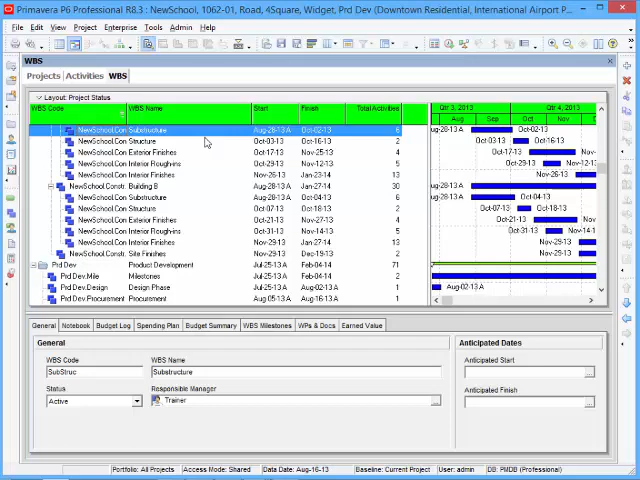 Primavera P6 Professional R8.3 : NewSchool, 1062-01, Road, 4Square, Widget, Prd Dev (Downtown Residential, International Airport P...
File Edit View Project Enterprise Tools Admin Help
WBS
Projects Activities WBS
Layout: Project Status
WBS Code WBS Name Start Finish Total Activities Qtr 3, 2013 Qtr 4, 2013
Aug Sep Oct Nov De
NewSchool.Con Substructure Aug-28-13 A Oct-02-13 6 ug-28-13 A Oct-02-13
NewSchool.Con Structure Oct-03-13 Oct-16-13 2 Oct-03-13 Oct-16-13
NewSchool.Con Exterior Finishes Oct-17-13 Nov-25-13 4 Oct-17-13 Nov-
NewSchool.Con Interior Rough-ins Oct-29-13 Nov-12-13 5 Oct-29-13 Nov-12-
NewSchool.Con Interior Finishes Nov-26-13 Jan-23-14 13 Nov-26-13
NewSchool.Constr. Building B Aug-28-13 A Jan-27-14 30
NewSchool.Con Substructure Aug-28-13 A Oct-04-13 6 ug-28-13 A Oct-04-13
NewSchool.Con Structure Oct-07-13 Oct-18-13 2 Oct-07-13 Oct-18-13
NewSchool.Con Exterior Finishes Oct-21-13 Nov-27-13 4 Oct-21-13 Nov-
NewSchool.Con Interior Rough-ins Oct-31-13 Nov-14-13 5 Oct-31-13 Nov-14-1
NewSchool.Con Interior Finishes Nov-29-13 Jan-27-14 13 Nov-29-13
NewSchool.Constr. Site Finishes Nov-29-13 Dec-19-13 2 Nov-29-13
Prd Dev Product Development Jul-25-13 A Feb-04-14 71
Prd Dev.Mile Milestones Jul-25-13 A Feb-04-14 2
Prd Dev.Design Design Phase Jul-25-13 A Aug-02-13 A 1 Aug-02-13 A
Prd Dev.Procurement Procurement Aug-05-13 A Aug-16-13 1
General Notebook Budget Log Spending Plan Budget Summary WBS Milestones WPs & Docs Earned Value
General Anticipated Dates
WBS Code WBS Name Anticipated Start
SubStruc Substructure
Status Responsible Manager Anticipated Finish
Active Trainer
Portfolio: All Projects Access Mode: Shared Data Date: Aug-16-13 Baseline: Current Project User: admin DB: PMDB (Professional)